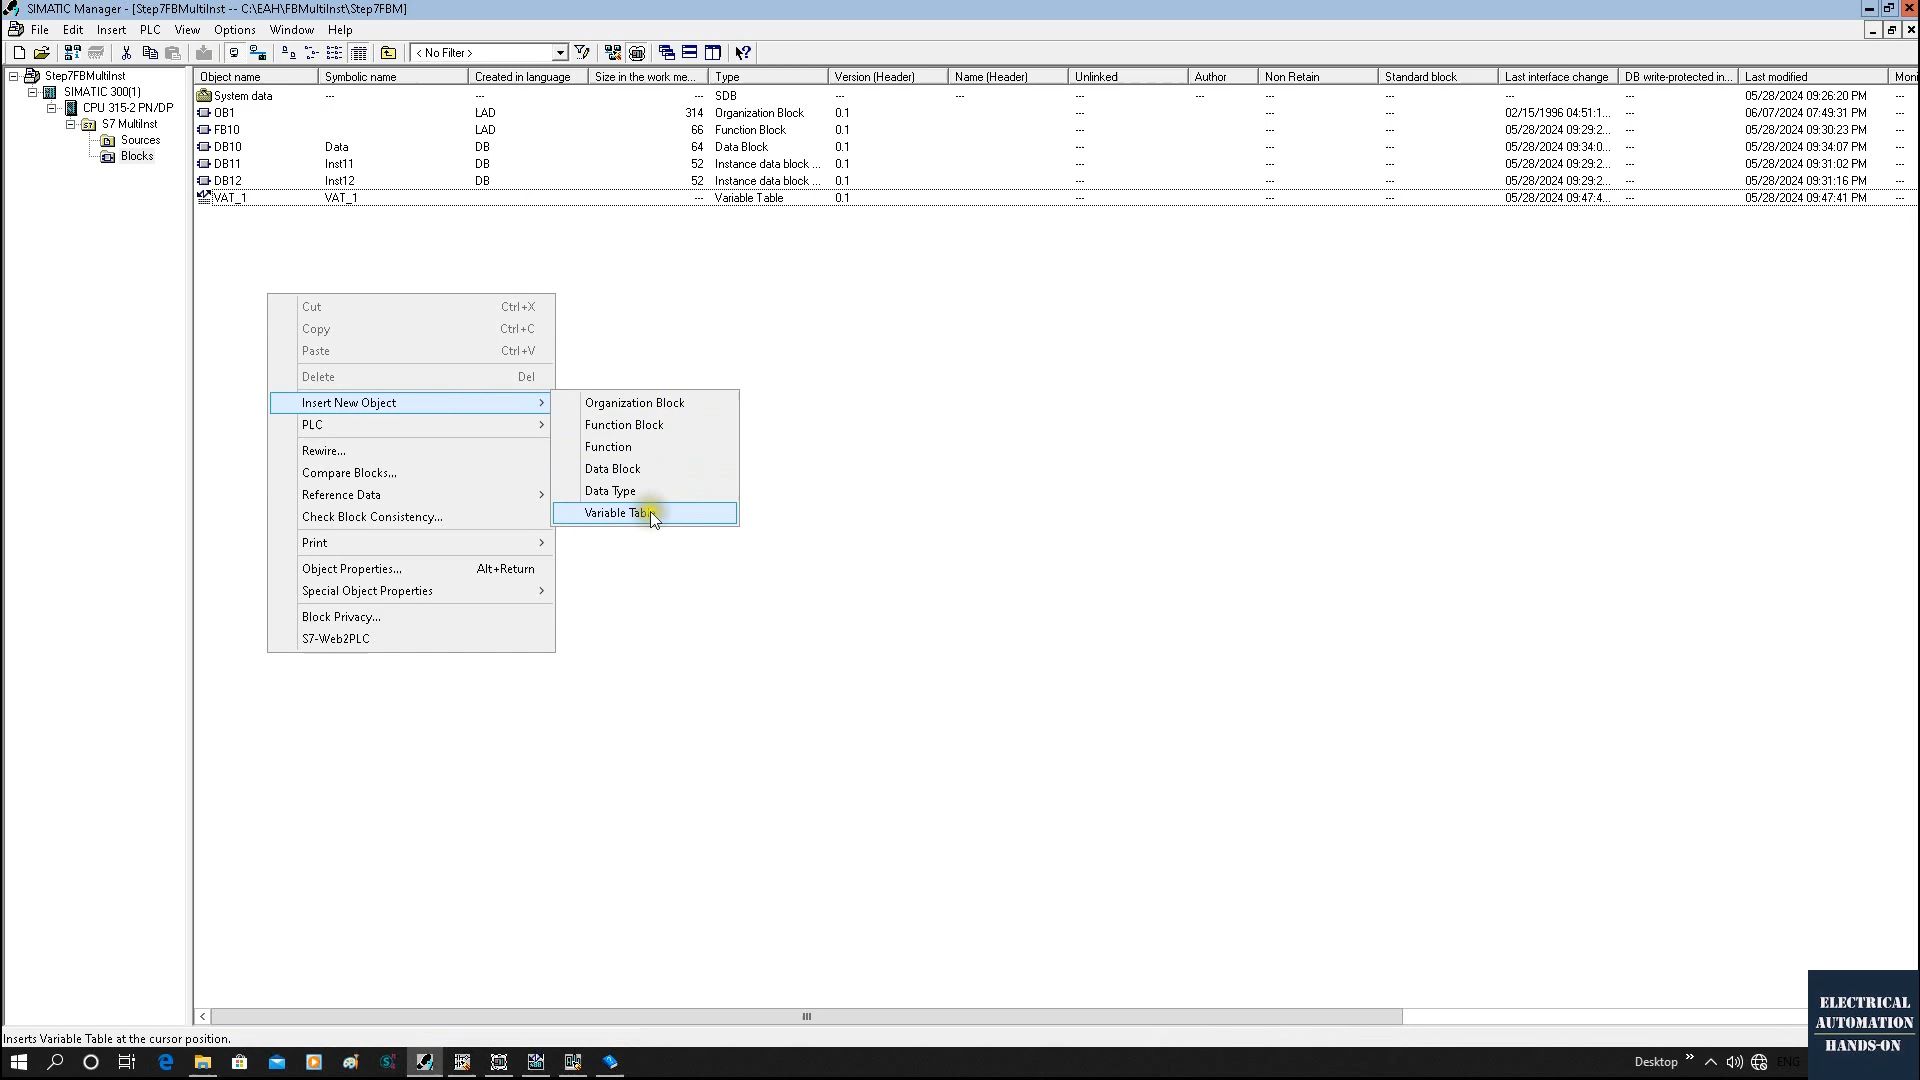 SIMATIC Manager - [Step7FBMultiInst -- C:\EAH\FBMultiInst\Step7FBM]
File Edit Insert PLC View Options Window Help
< No Filter >
Step7FBMultiInst
SIMATIC 300(1)
CPU 315-2 PN/DP
S7 MultiInst
Sources
Blocks
Object name Symbolic name Created in language Size in the work me... Type Version (Header) Name (Header) Unlinked Author Non Retain Standard block Last interface change DB write-protected in... Last modified Moni
System data --- --- --- SDB --- --- --- --- --- --- --- --- 05/28/2024 09:26:20 PM ---
OB1 LAD 314 Organization Block 0.1 --- --- --- 02/15/1996 04:51:1... --- 06/07/2024 07:49:31 PM ---
FB10 LAD 66 Function Block 0.1 --- --- --- 05/28/2024 09:29:2... --- 05/28/2024 09:30:23 PM ---
DB10 Data DB 64 Data Block 0.1 --- --- --- 05/28/2024 09:34:0... --- 05/28/2024 09:34:07 PM ---
DB11 Inst11 DB 52 Instance data block ... 0.1 --- --- --- 05/28/2024 09:29:2... --- 05/28/2024 09:31:02 PM ---
DB12 Inst12 DB 52 Instance data block ... 0.1 --- --- --- 05/28/2024 09:29:2... --- 05/28/2024 09:31:16 PM ---
VAT_1 VAT_1 --- Variable Table 0.1 --- --- --- 05/28/2024 09:47:4... --- 05/28/2024 09:47:41 PM ---
Cut Ctrl+X
Copy Ctrl+C
Paste Ctrl+V
Delete Del
Insert New Object
PLC
Rewire...
Compare Blocks...
Reference Data
Check Block Consistency...
Print
Object Properties... Alt+Return
Special Object Properties
Block Privacy...
S7-Web2PLC
Organization Block
Function Block
Function
Data Block
Data Type
Variable Table
Inserts Variable Table at the cursor position.
Desktop
ENG
ELECTRICAL
AUTOMATION
HANDS-ON